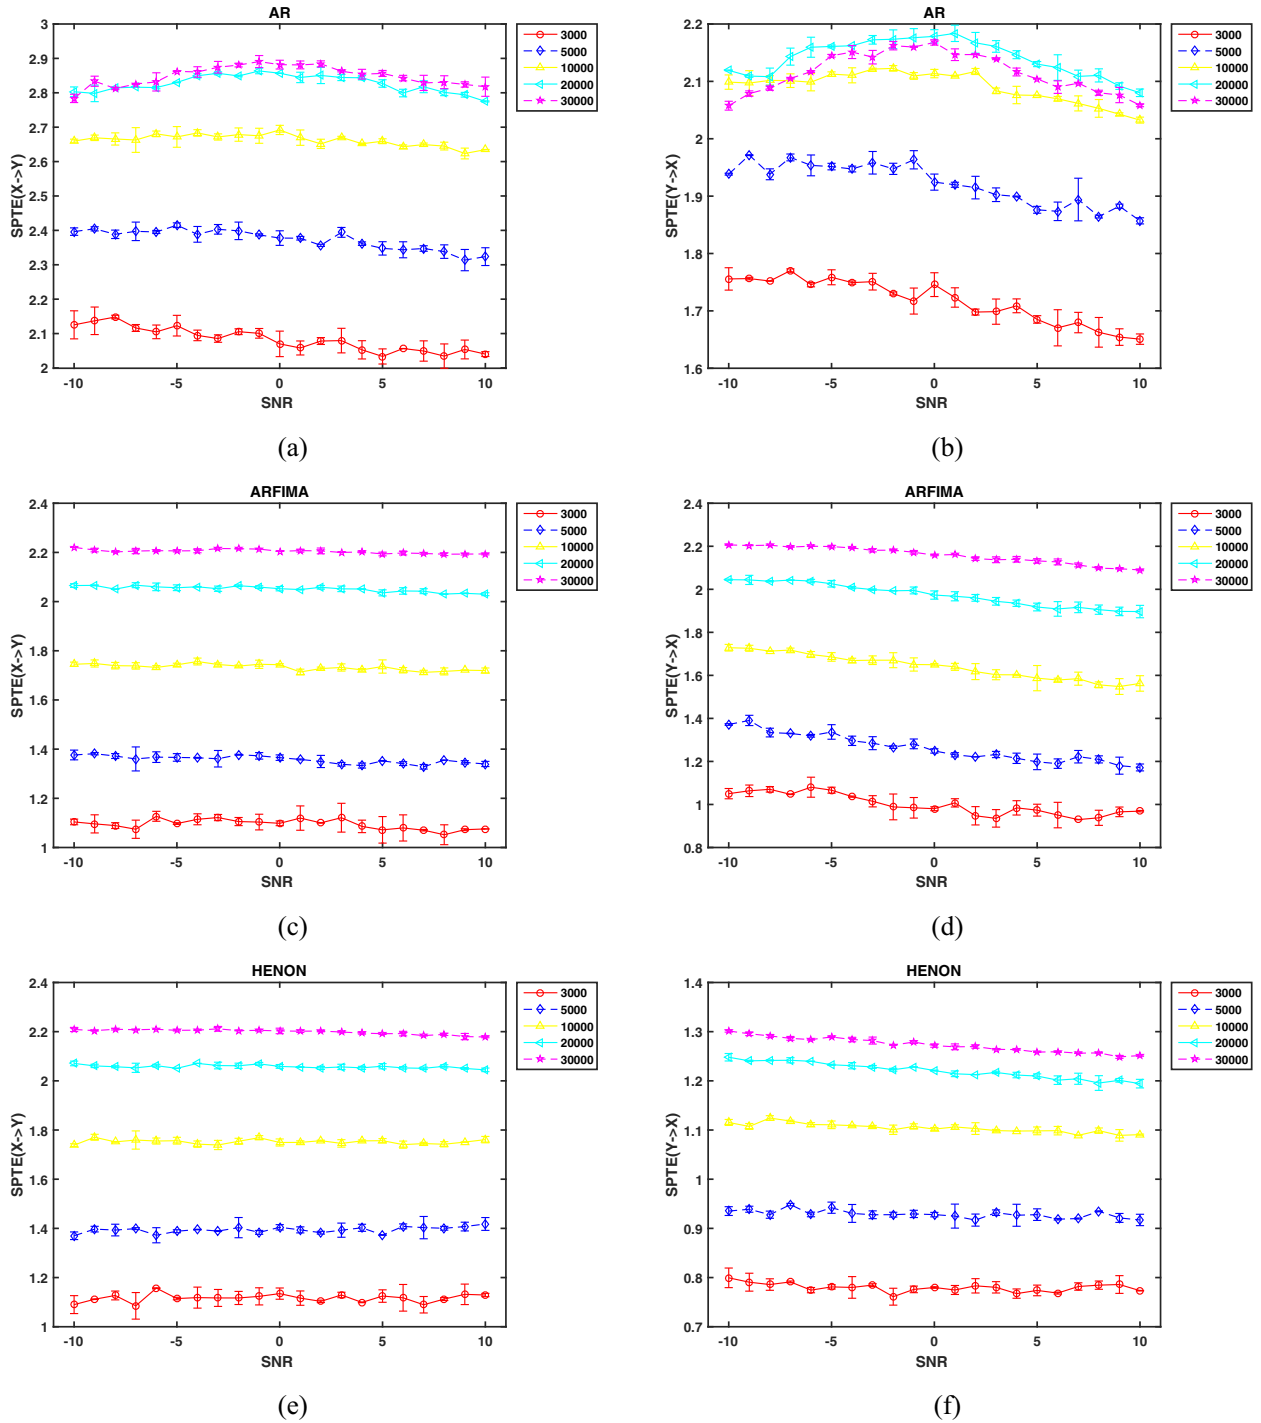 AR
3
2.9
2.8
2.7
2.6
2.5
2.4
2.3
2.2
2.1
2
SPTE(X->Y)
-10 -5 0 5 10
SNR
3000
5000
10000
20000
30000
(a)
AR
2.2
2.1
2
1.9
1.8
1.7
1.6
SPTE(Y->X)
-10 -5 0 5 10
SNR
3000
5000
10000
20000
30000
(b)
ARFIMA
2.4
2.2
2
1.8
1.6
1.4
1.2
1
SPTE(X->Y)
-10 -5 0 5 10
SNR
3000
5000
10000
20000
30000
(c)
ARFIMA
2.4
2.2
2
1.8
1.6
1.4
1.2
1
0.8
SPTE(Y->X)
-10 -5 0 5 10
SNR
3000
5000
10000
20000
30000
(d)
HENON
2.4
2.2
2
1.8
1.6
1.4
1.2
1
SPTE(X->Y)
-10 -5 0 5 10
SNR
3000
5000
10000
20000
30000
(e)
HENON
1.4
1.3
1.2
1.1
1
0.9
0.8
0.7
SPTE(Y->X)
-10 -5 0 5 10
SNR
3000
5000
10000
20000
30000
(f)